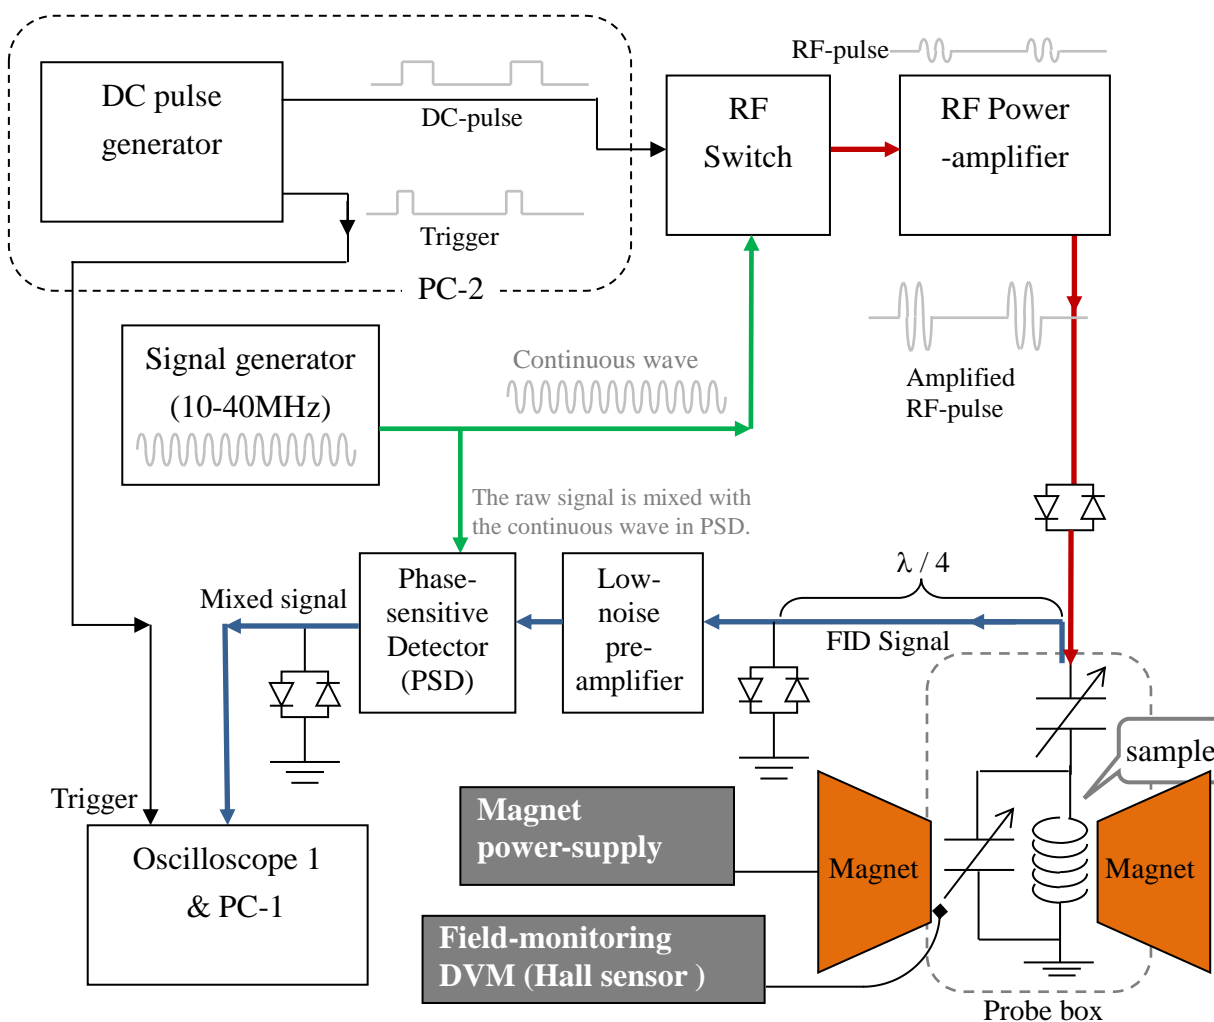 RF-pulse
DC pulse
generator
DC-pulse
RF
Switch
RF Power
-amplifier
Trigger
PC-2
Signal generator
(10-40MHz)
Continuous wave
Amplified
RF-pulse
The raw signal is mixed with
the continuous wave in PSD.
λ / 4
Mixed signal
Phase-
sensitive
Detector
(PSD)
Low-
noise
pre-
amplifier
FID Signal
sample
Trigger
Magnet
power-supply
Oscilloscope 1
& PC-1
Magnet
Magnet
Field-monitoring
DVM (Hall sensor )
Probe box